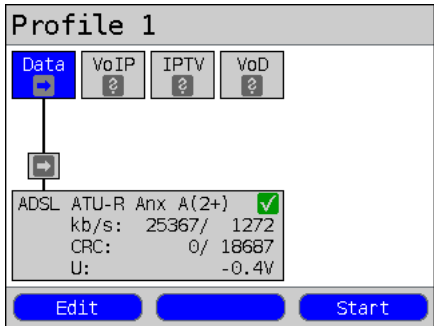 Profile 1
Data VoIP IPTV VoD
ADSL ATU-R Anx A(2+)
kb/s: 25367/ 1272
CRC: 0/ 18687
U: -0.4V
Edit Start